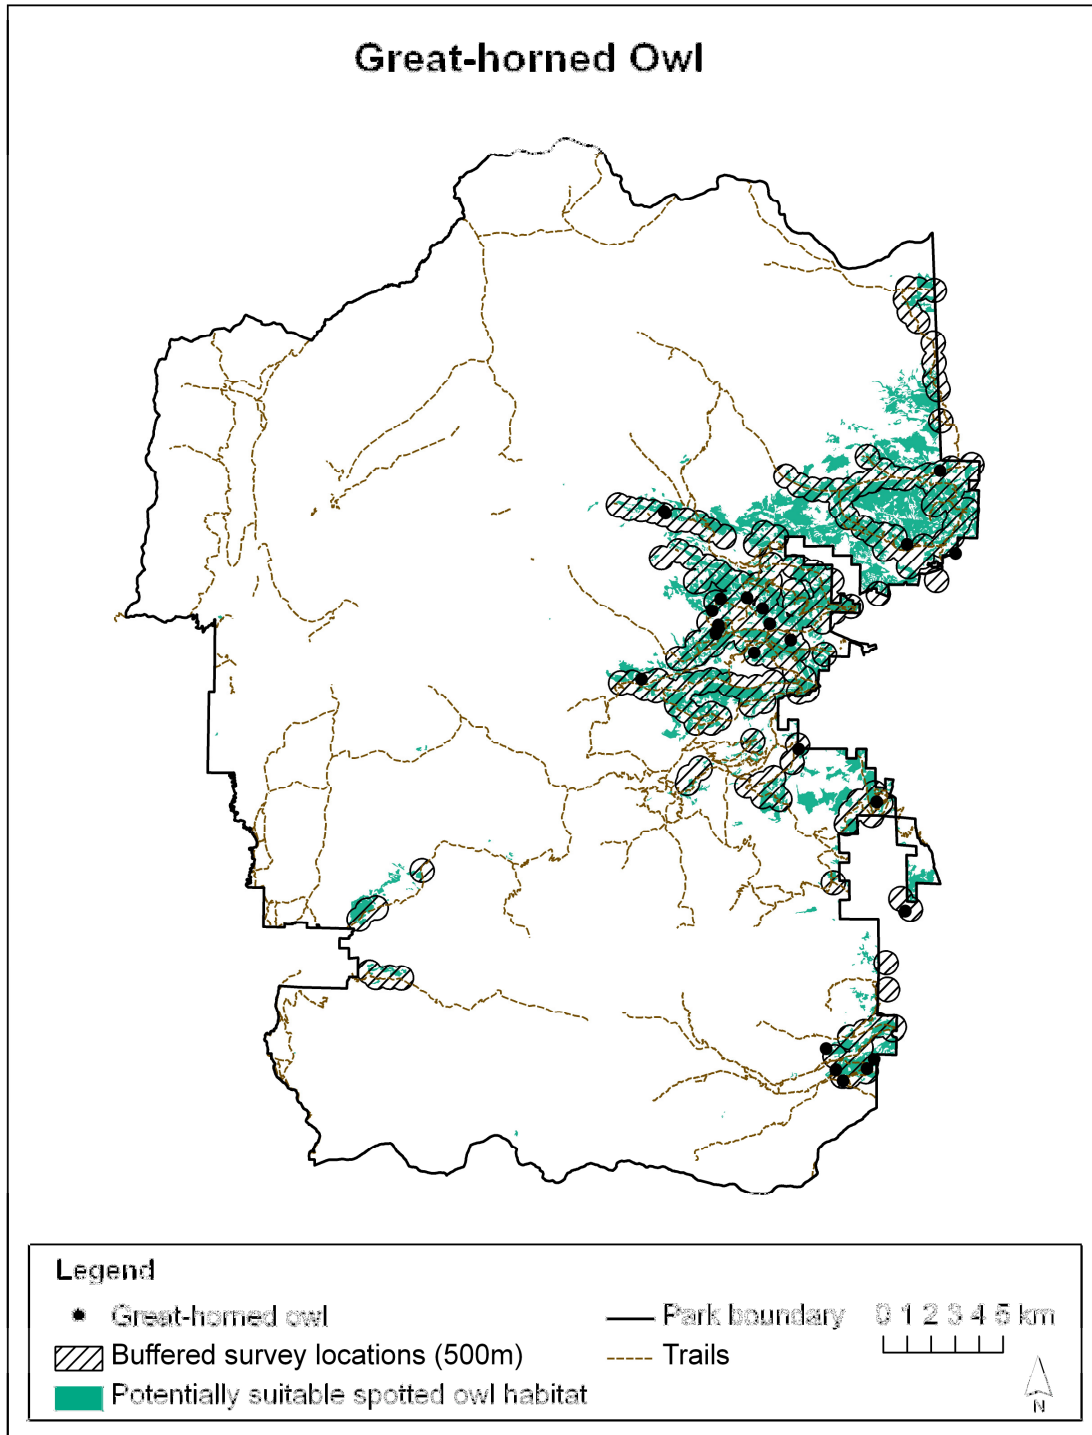 Great-horned Owl
Legend
Great-horned owl
Buffered survey locations (500m)
Potentially suitable spotted owl habitat
Park boundary
Trails
0 1 2 3 4 5 km
N